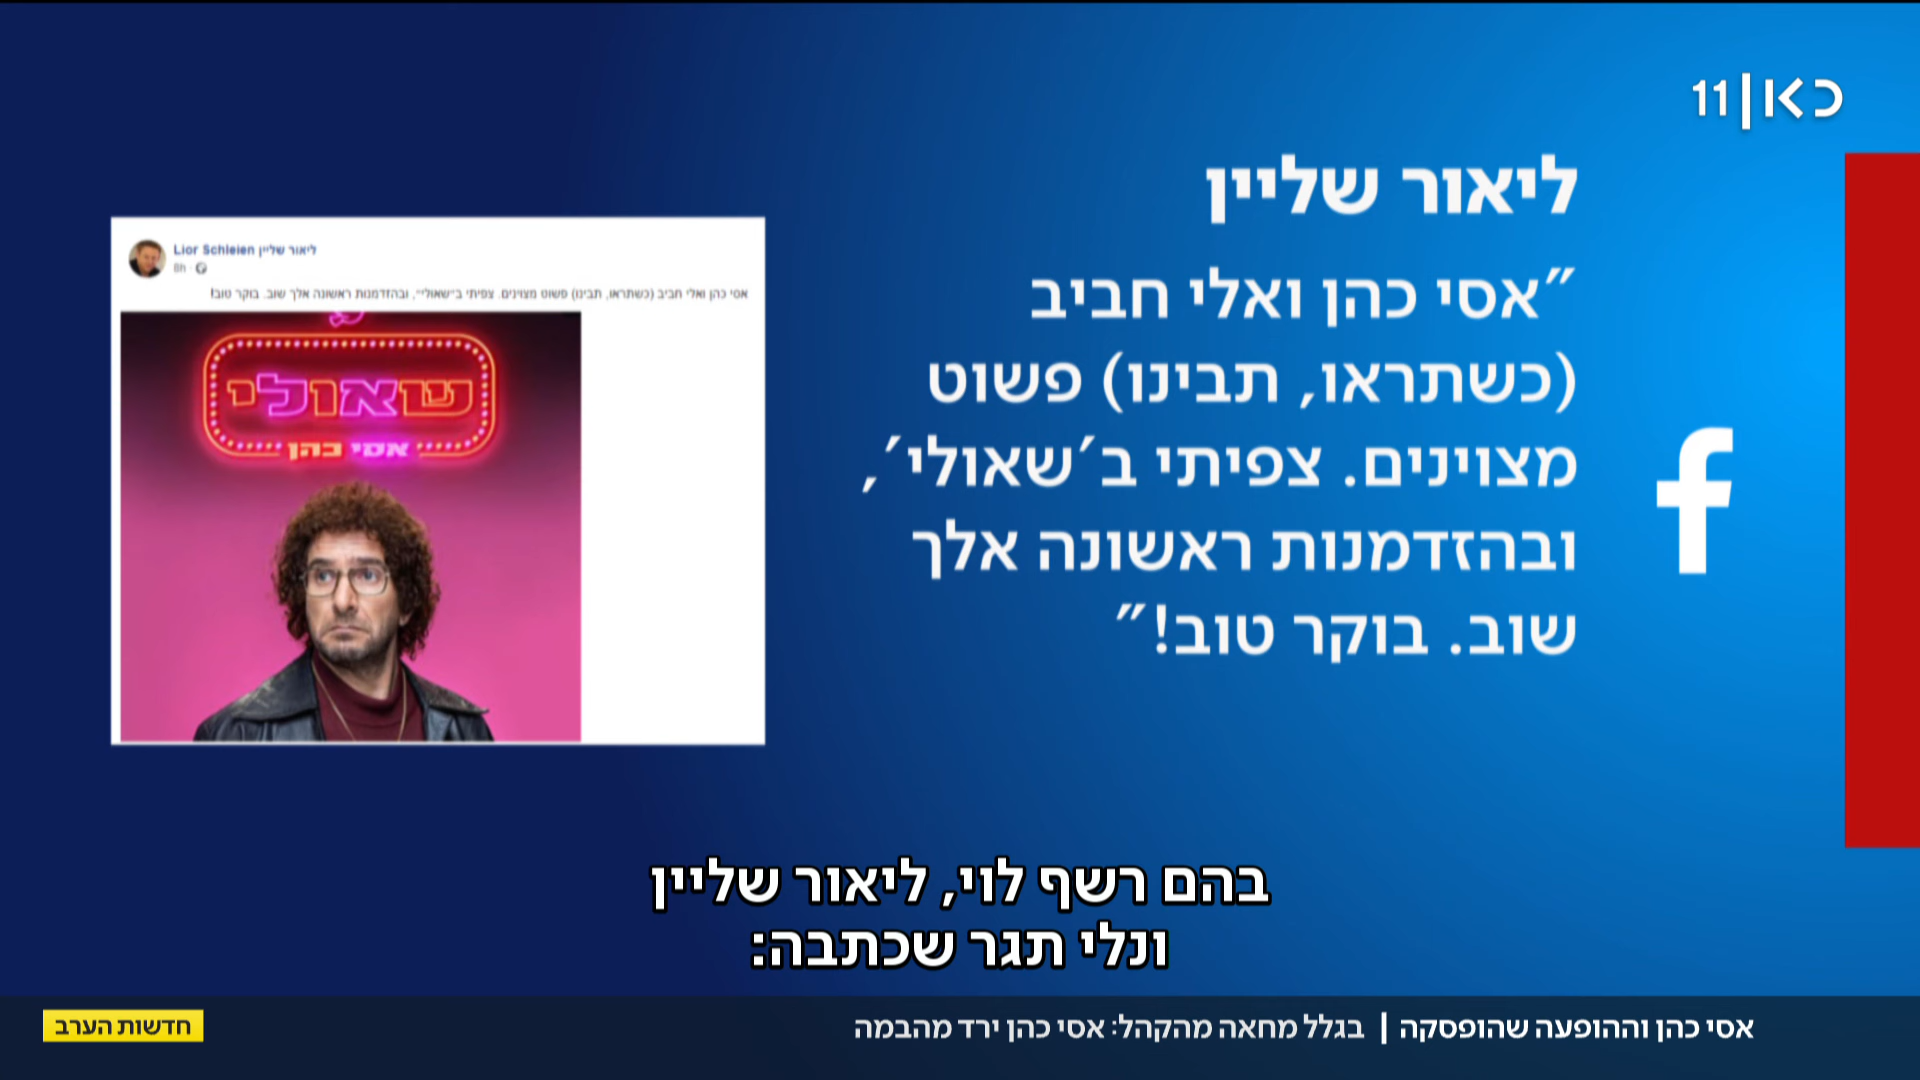 כאן 11
ליאור שליין
"אסי כהן ואלי חביב
(כשתראו, תבינו) פשוט
מצוינים. צפיתי ב'שאולי',
ובהזדמנות ראשונה אלך
שוב. בוקר טוב!"
ליאור שליין Lior Schleien
8h
אסי כהן ואלי חביב (כשתראו, תבינו) פשוט מצוינים. צפיתי ב"שאולי", ובהזדמנות ראשונה אלך שוב. בוקר טוב!
שאולי
אסי כהן
בהם רשף לוי, ליאור שליין
ונלי תגר שכתבה:
אסי כהן וההופעה שהופסקה | בגלל מחאה מהקהל: אסי כהן ירד מהבמה
חדשות הערב